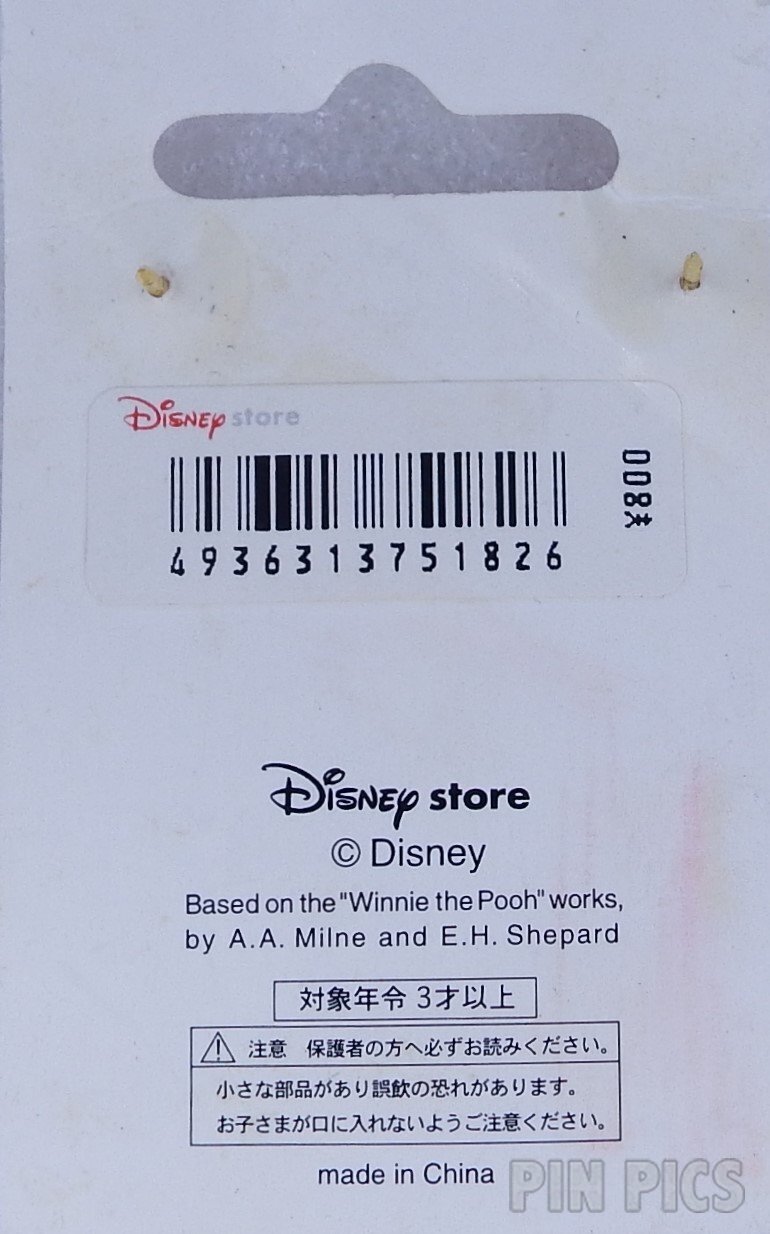 Disney store
¥800
4936313751826
Disney store
© Disney
Based on the "Winnie the Pooh" works,
by A.A. Milne and E.H. Shepard
対象年令 3才以上
⚠ 注意 保護者の方へ必ずお読みください。
小さな部品があり誤飲の恐れがあります。
お子さまが口に入れないようご注意ください。
made in China
PIN PICS